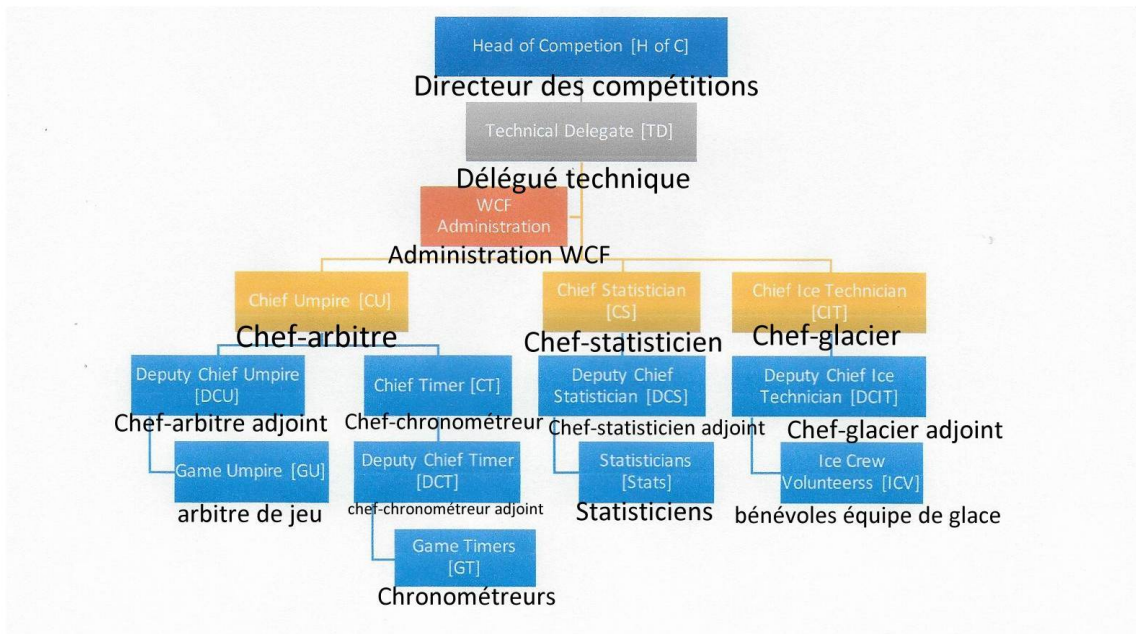 Head of Competion [H of C]
Directeur des compétitions
Technical Delegate [TD]
Délégué technique
WCF
Administration
Administration WCF
Chief Umpire [CU]
Chef-arbitre
Chief Statistician
[CS]
Chef-statisticien
Chief Ice Technician
[CIT]
Chef-glacier
Deputy Chief Umpire
[DCU]
Chef-arbitre adjoint
Chief Timer [CT]
Chef-chronométreur
Deputy Chief
Statistician [DCS]
Chef-statisticien adjoint
Deputy Chief Ice
Technician [DCIT]
Chef-glacier adjoint
Game Umpire [GU]
arbitre de jeu
Deputy Chief Timer
[DCT]
chef-chronométreur adjoint
Statisticians
[Stats]
Statisticiens
Ice Crew
Volunteerss [ICV]
bénévoles équipe de glace
Game Timers
[GT]
Chronométreurs